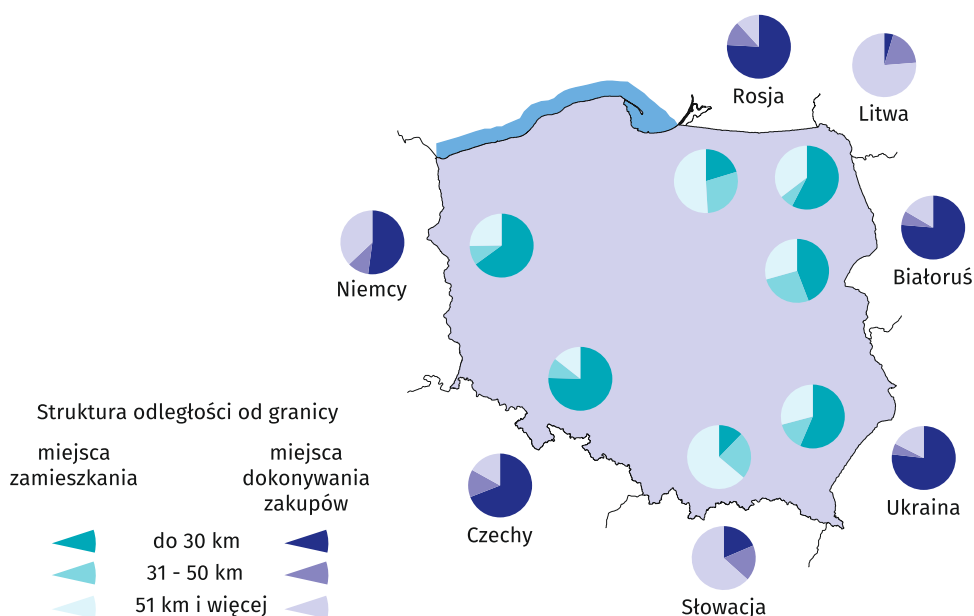 Rosja
Litwa
Białoruś
Niemcy
Ukraina
Czechy
Słowacja
Struktura odległości od granicy
miejsca
zamieszkania
miejsca
dokonywania
zakupów
do 30 km
31 - 50 km
51 km i więcej